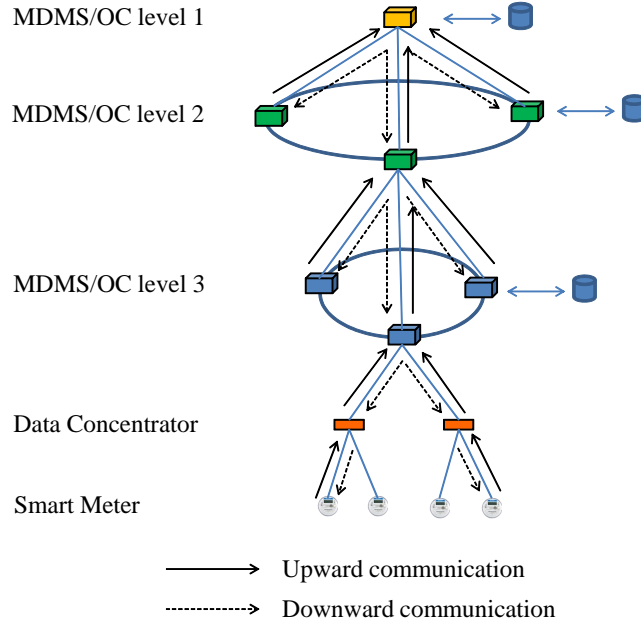 MDMS/OC level 1
MDMS/OC level 2
MDMS/OC level 3
Data Concentrator
Smart Meter
Upward communication
Downward communication